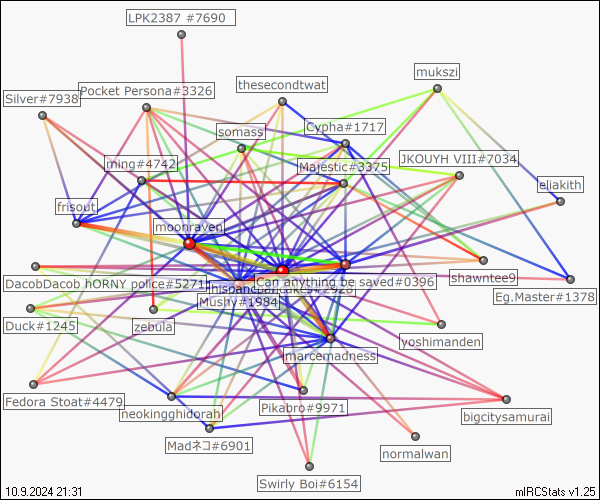 LPK2387 #7690
mukszi
thesecondtwat
Pocket Persona#3326
Silver#7938
Cypha#1717
somass
JKOUYH VIII#7034
ming#4742
Majestic#3375
eliakith
frisout
moonraven
shawntee9
DacobDacob hORNY police#5271
Can anything be saved#0396
Eg.Master#1378
Mushy#1984
Duck#1245
zebula
yoshimanden
marcemadness
Fedora Stoat#4479
neokingghidorah
Pikabro#9971
bigcitysamurai
Madネコ#6901
normalwan
Swirly Boi#6154
10.9.2024 21:31
mIRCStats v1.25